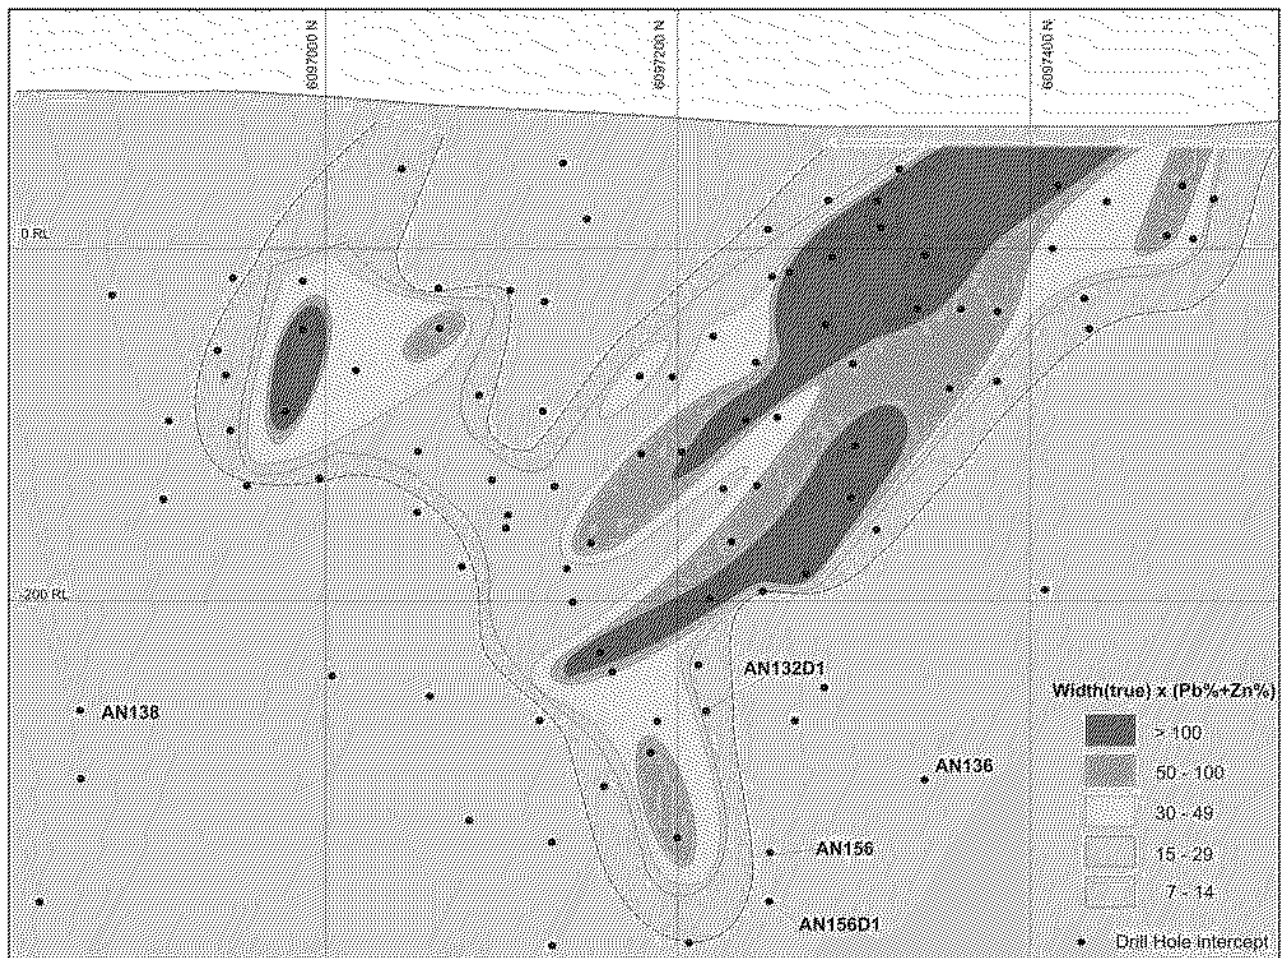 6097000 N
6097200 N
6097400 N
0 RL
-200 RL
AN132D1
AN138
AN136
AN156
AN156D1
Width(true) x (Pb%+Zn%)
> 100
50 - 100
30 - 49
15 - 29
7 - 14
Drill Hole Intercept